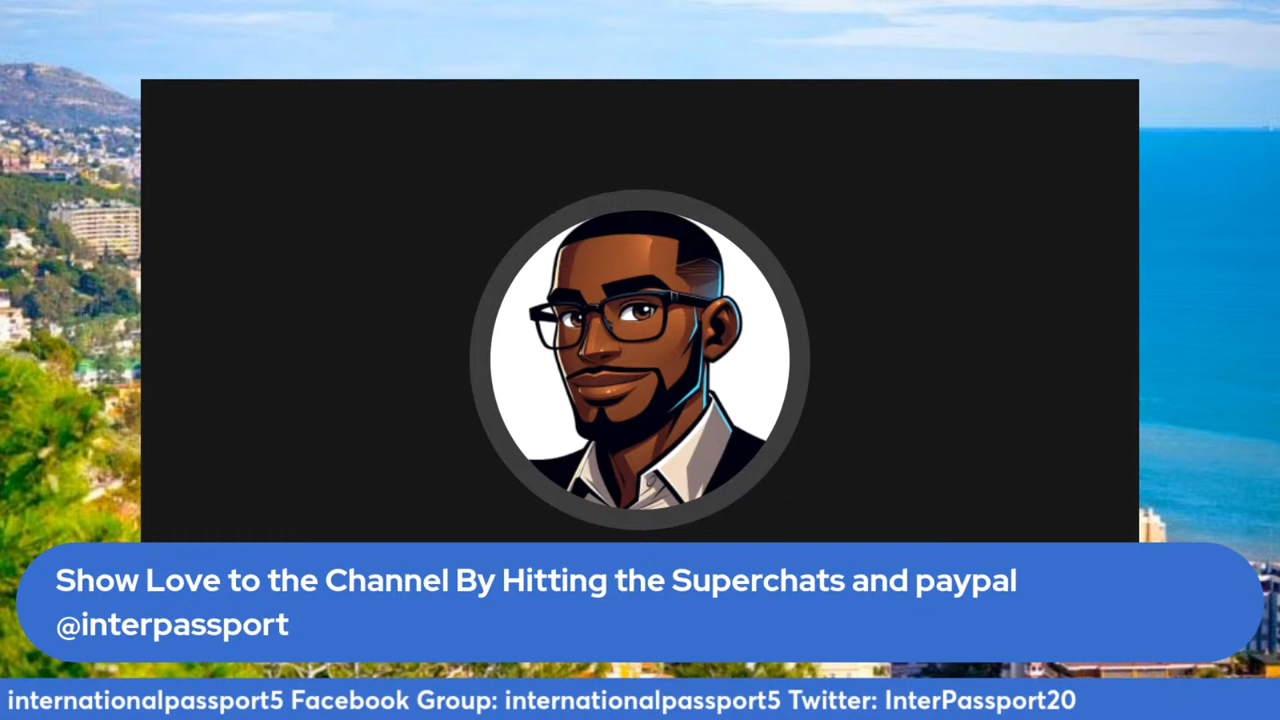 Show Love to the Channel By Hitting the Superchats and paypal
@interpassport
internationalpassport5 Facebook Group: internationalpassport5 Twitter: InterPassport20